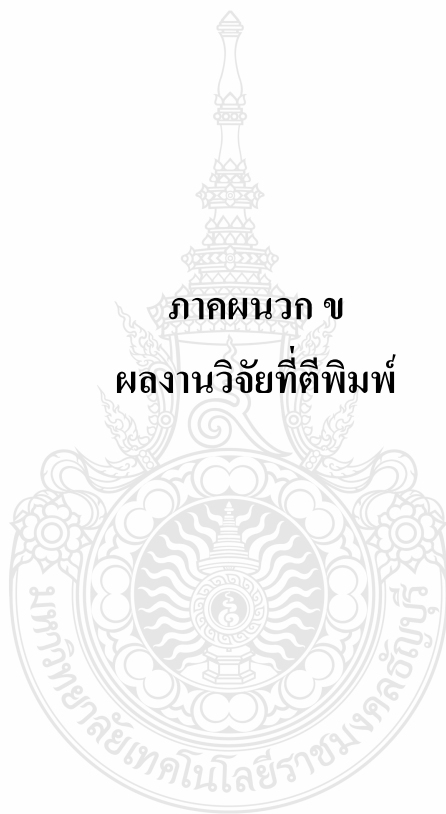 ภาคผนวก ข
ผลงานวิจัยที่ตีพิมพ์
มหาวิทยาลัยเทคโนโลยีราชมงคลธัญบุรี